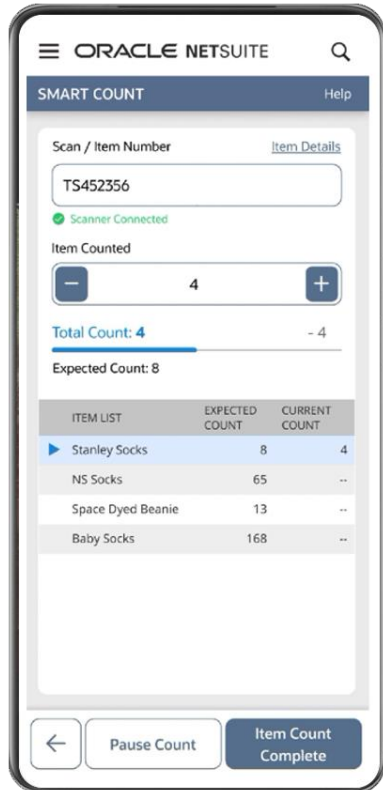 ORACLE NETSUITE
SMART COUNT Help
Scan / Item Number Item Details
TS452356
Scanner Connected
Item Counted
− 4 +
Total Count: 4 - 4
Expected Count: 8
ITEM LIST EXPECTED COUNT CURRENT COUNT
Stanley Socks 8 4
NS Socks 65 --
Space Dyed Beanie 13 --
Baby Socks 168 --
Pause Count
Item Count
Complete